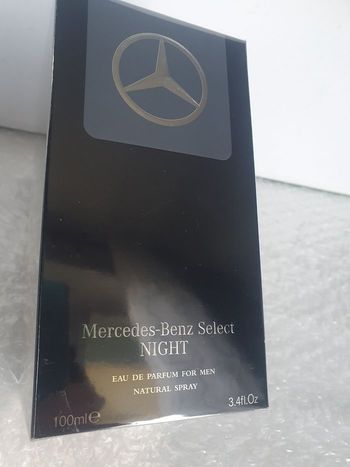 Mercedes-Benz Select
NIGHT
EAU DE PARFUM FOR MEN
NATURAL SPRAY
100ml℮
3.4fl.Oz